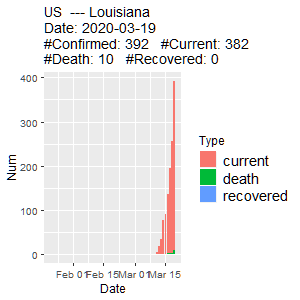 US --- Louisiana
Date: 2020-03-19
#Confirmed: 392 #Current: 382
#Death: 10 #Recovered: 0
400
300
200
100
0
Num
Feb 01 Feb 15 Mar 01 Mar 15
Date
Type
current
death
recovered